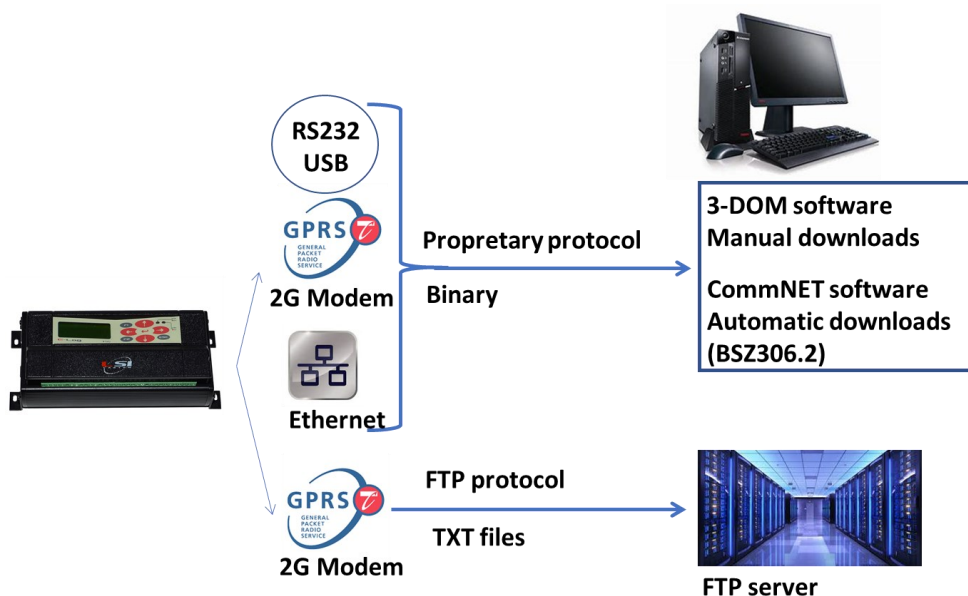 RS232
USB
GPRS
GENERAL
PACKET
RADIO
SERVICE
2G Modem
Ethernet
Propretary protocol
Binary
3-DOM software
Manual downloads
CommNET software
Automatic downloads
(BSZ306.2)
GPRS
GENERAL
PACKET
RADIO
SERVICE
2G Modem
FTP protocol
TXT files
FTP server